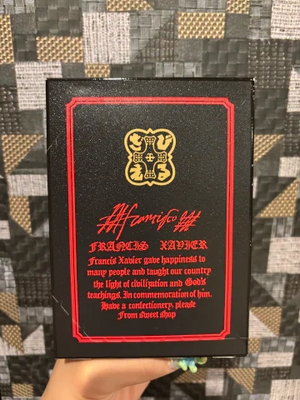 Francisco
FRANCIS XAVIER
Francis Xavier gave happiness to
many people and taught our country
the light of civilization and God's
teachings. In commemoration of him.
Have a confectionery, please
From Sweet Shop